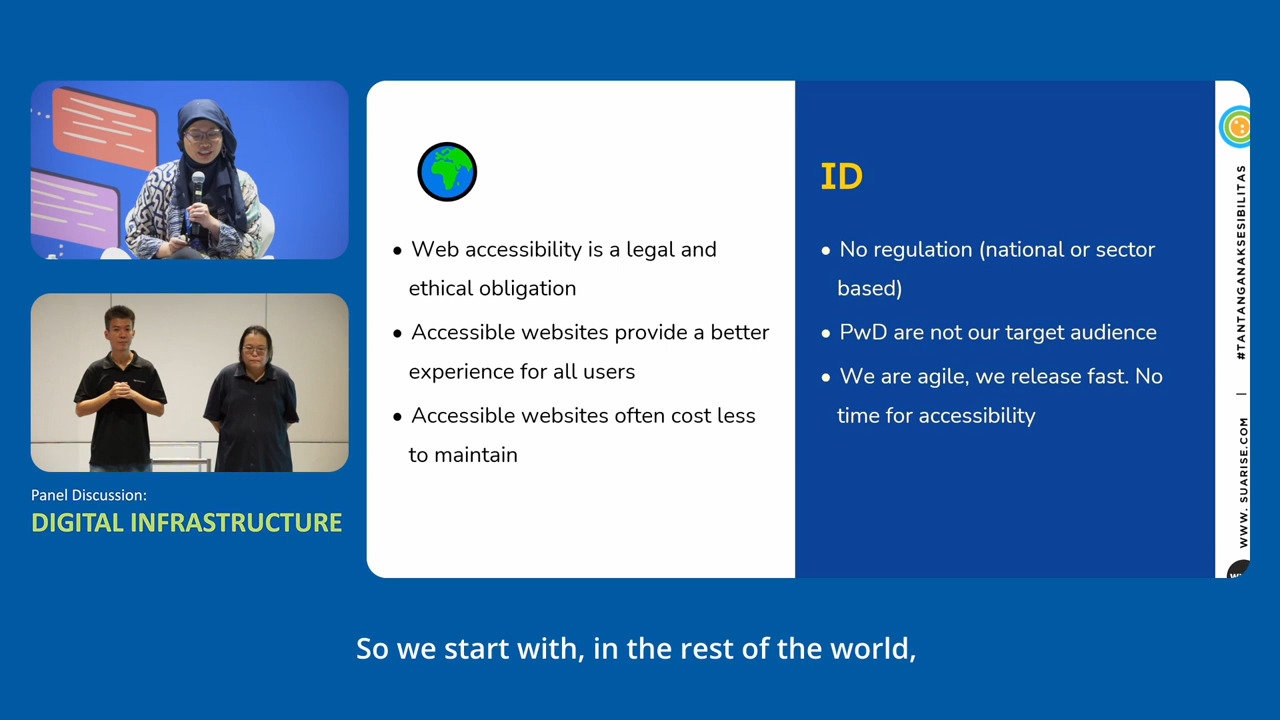 Panel Discussion:
DIGITAL INFRASTRUCTURE
• Web accessibility is a legal and
ethical obligation
• Accessible websites provide a better
experience for all users
• Accessible websites often cost less
to maintain
ID
• No regulation (national or sector
based)
• PwD are not our target audience
• We are agile, we release fast. No
time for accessibility
WWW. SUARISE.COM | #TANTANGANAKSESIBILITAS
So we start with, in the rest of the world,